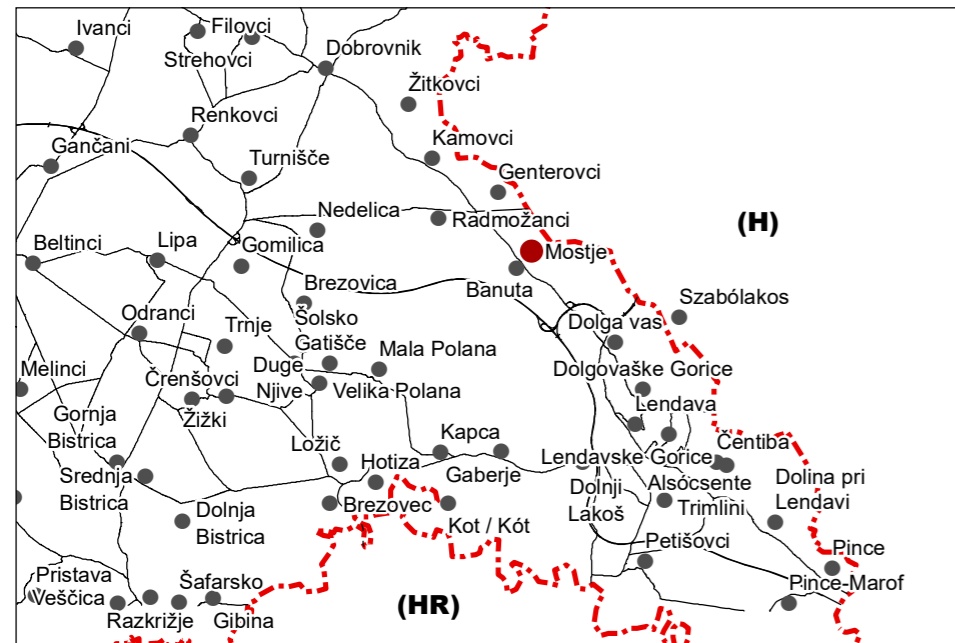 Ivanci
Filovci
Strehovci
Dobrovnik
Žitkovci
Renkovci
Kamovci
Gančani
Turnišče
Genterovci
Nedelica
Radmožanci
(H)
Beltinci
Lipa
Gomilica
Mostje
Brezovica
Banuta
Szabólakos
Odranci
Trnje
Šolsko
Dolga vas
Gatišče
Mala Polana
Duge
Njive
Melinci
Črenšovci
Velika Polana
Dolgovaške Gorice
Žižki
Gornja
Bistrica
Lendava
Ložič
Kapca
Čentiba
Srednja
Bistrica
Hotiza
Gaberje
Lendavske Gorice
Dolina pri
Lendavi
Dolnja
Bistrica
Brezovec
Dolnji
Lakoš
Alsócsente
Trimlini
Kot / Kót
Petišovci
Pince
Pristava
Veščica
Šafarsko
Pince-Marof
Razkrižje
Gibina
(HR)